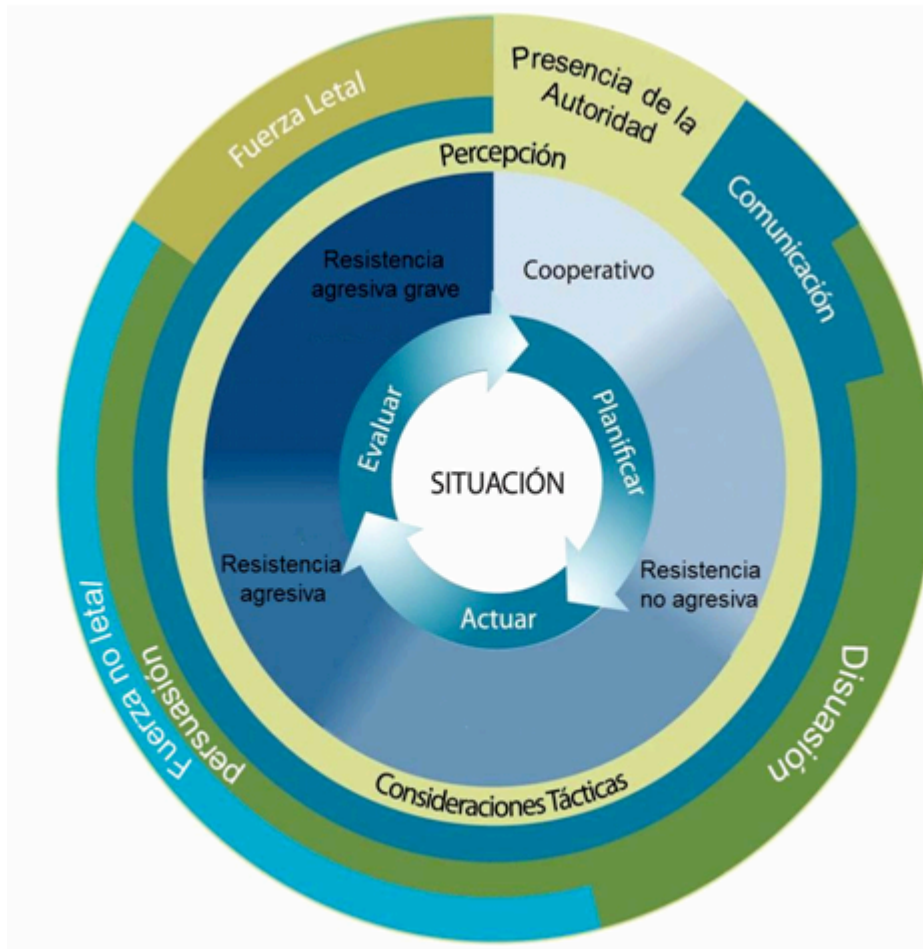 Fuerza Letal
Presencia de la
Autoridad
Percepción
Comunicación
Resistencia
agresiva grave
Cooperativo
Evaluar
Planificar
SITUACIÓN
Resistencia
agresiva
Resistencia
no agresiva
Actuar
Disuasión
persuasión
Fuerza no letal
Consideraciones Tácticas